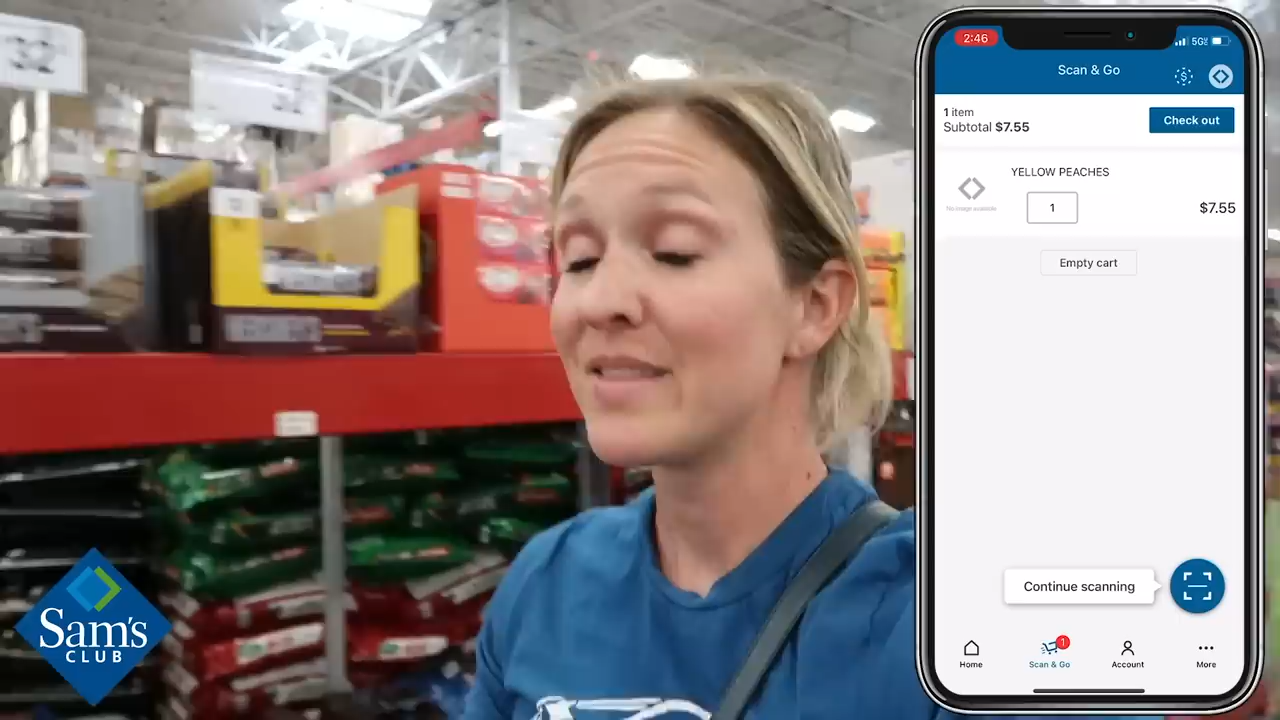 2:46
5G
Scan & Go
1 item
Subtotal $7.55
Check out
YELLOW PEACHES
No image available
1
$7.55
Empty cart
Continue scanning
1
Home
Scan & Go
Account
More
Sam's
CLUB